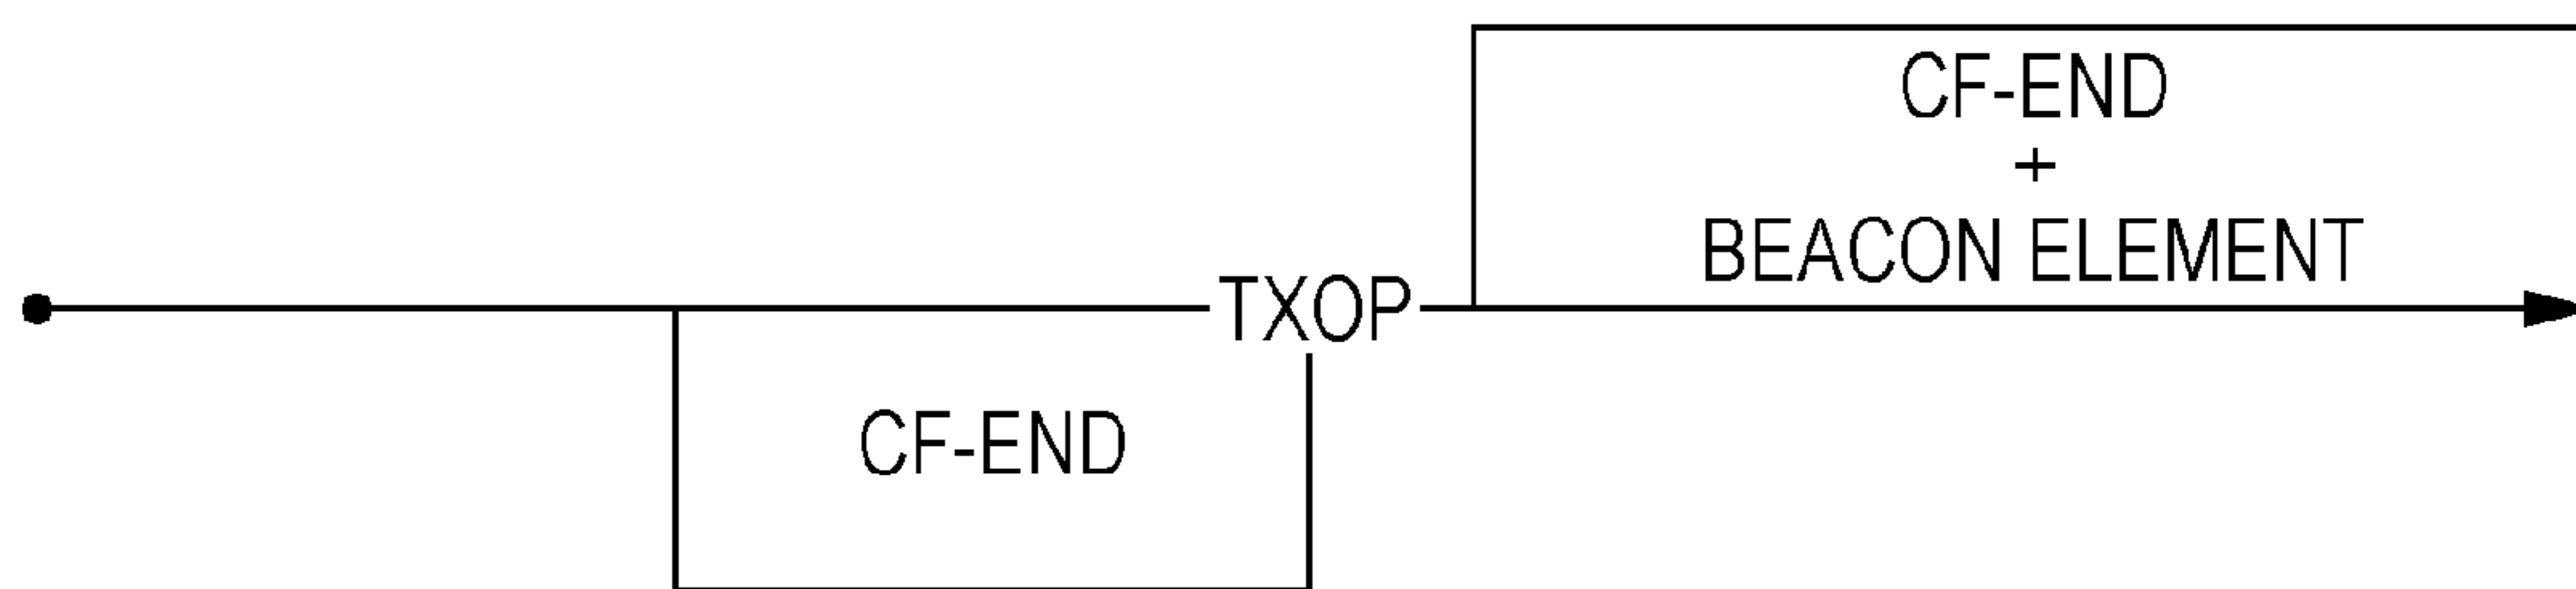 CF-END
+
BEACON ELEMENT
TXOP
CF-END